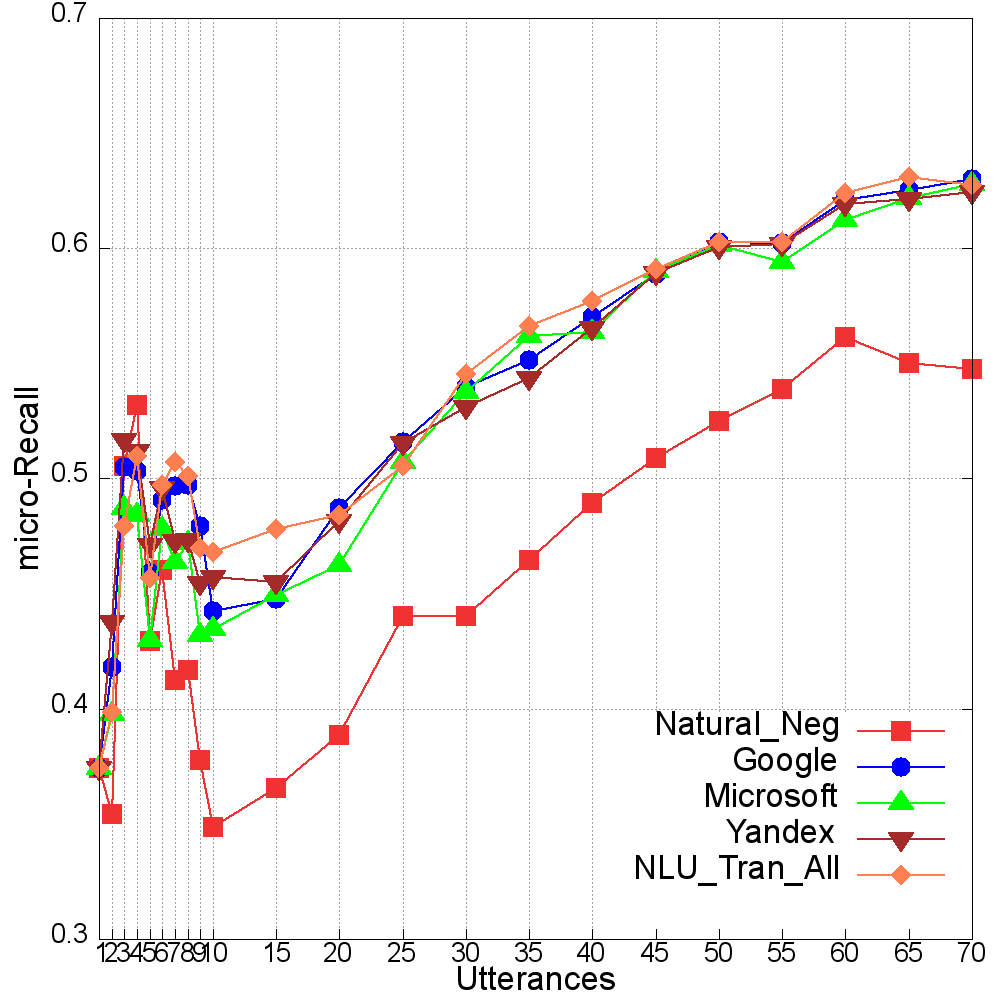 0.7
0.6
0.5
0.4
0.3
micro-Recall
Natural_Neg
Google
Microsoft
Yandex
NLU_Tran_All
1 2 3 4 5 6 7 8 9 10 15 20 25 30 35 40 45 50 55 60 65 70
Utterances